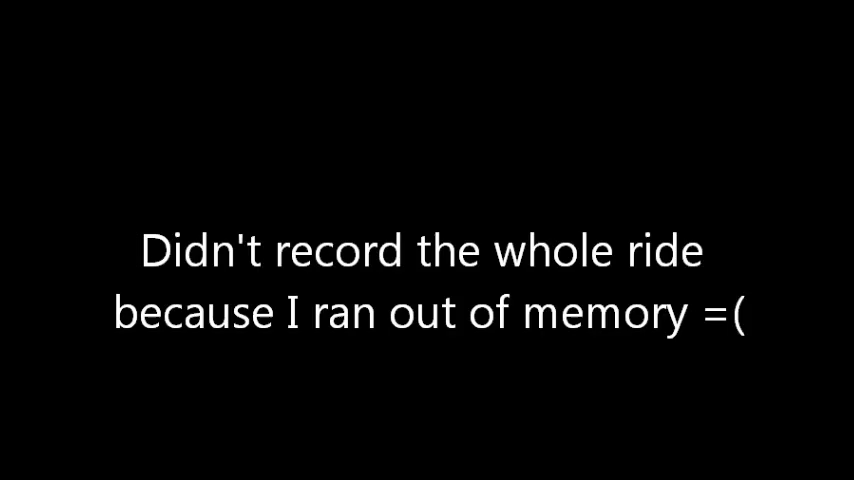 Didn't record the whole ride
because I ran out of memory =(